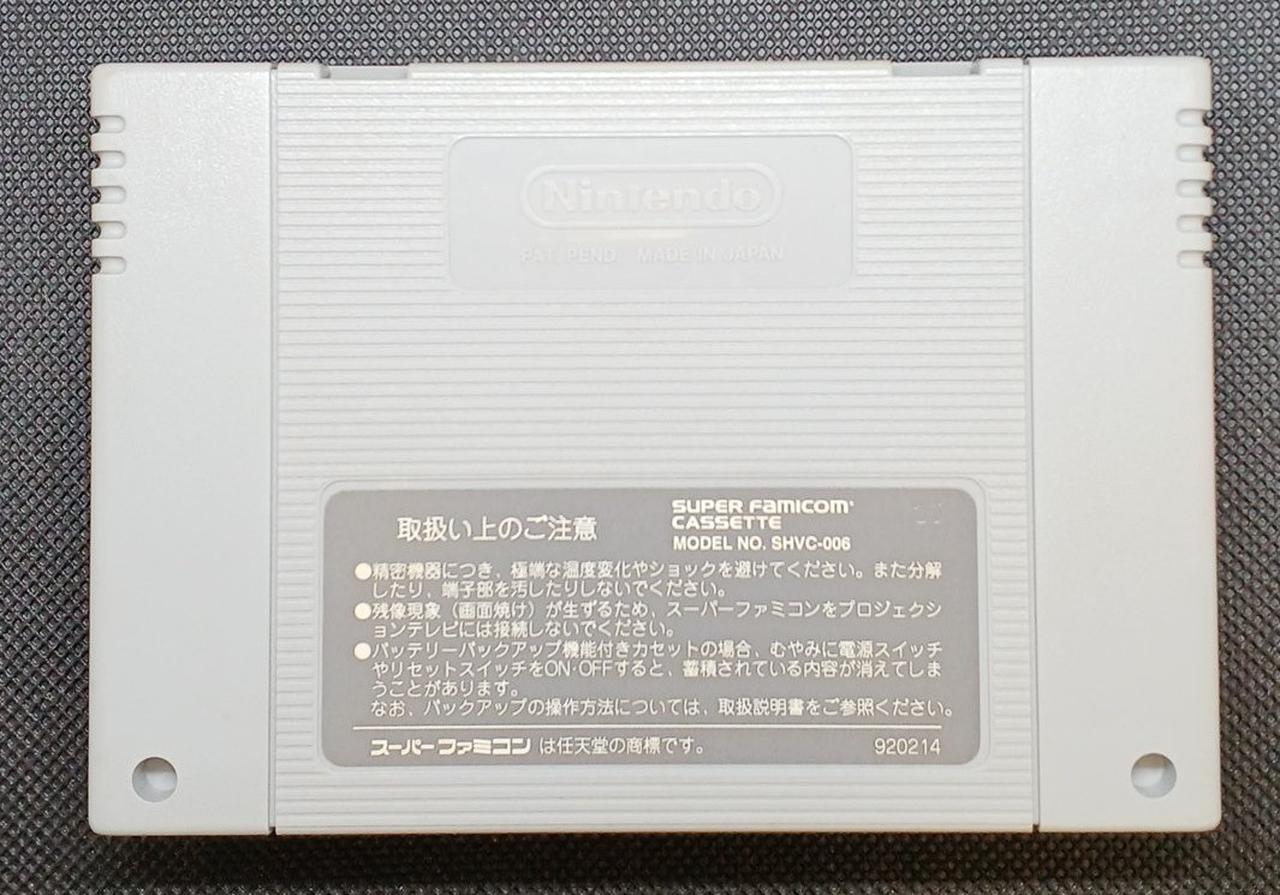 Nintendo
PAT. PEND. MADE IN JAPAN
取扱い上のご注意
SUPER FAMICOM
CASSETTE
MODEL NO. SHVC-006
●精密機器につき、極端な温度変化やショックを避けてください。また分解
したり、端子部を汚したりしないでください。
●残像現象（画面焼け）が生ずるため、スーパーファミコンをプロジェクシ
ョンテレビには接続しないでください。
●バッテリーバックアップ機能付きカセットの場合、むやみに電源スイッチ
やリセットスイッチをON·OFFすると、蓄積されている内容が消えてしま
うことがあります。
なお、バックアップの操作方法については、取扱説明書をご参照ください。
スーパーファミコン は任天堂の商標です。 920214